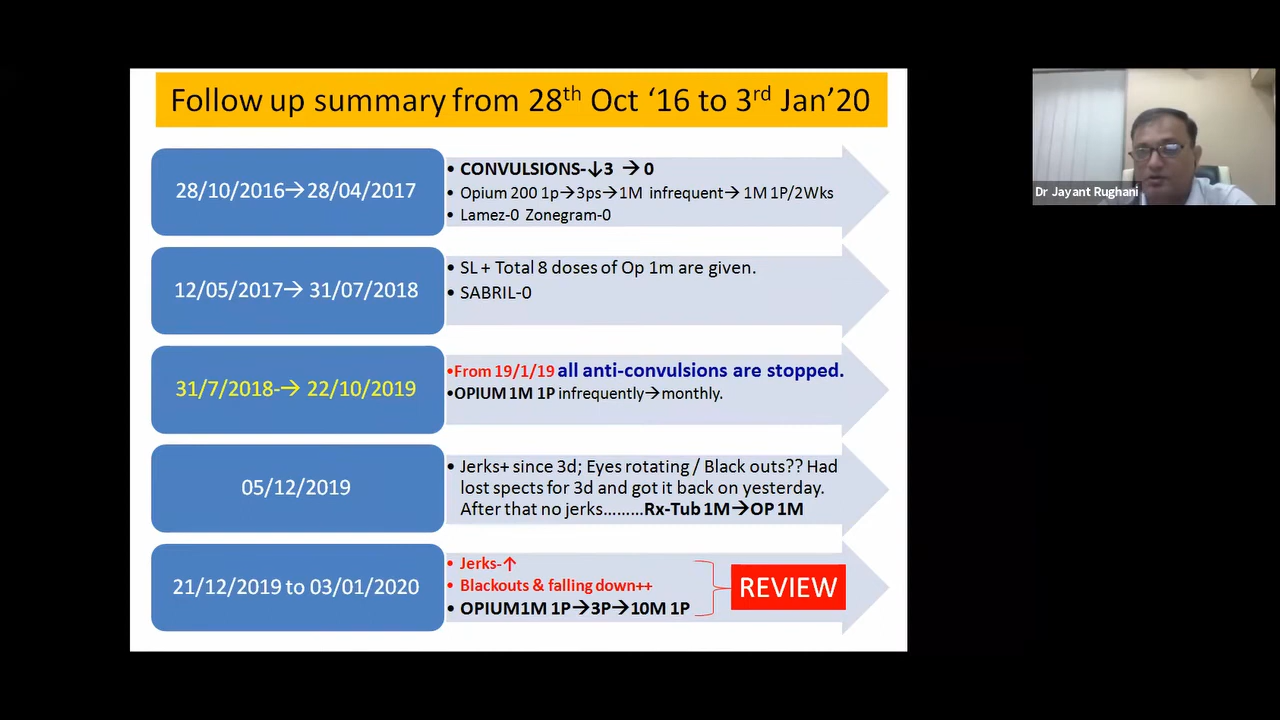 Follow up summary from 28th Oct ‘16 to 3rd Jan’20
28/10/2016→28/04/2017
• CONVULSIONS-↓3 → 0
• Opium 200 1p→3ps→1M infrequent→ 1M 1P/2Wks
• Lamez-0 Zonegram-0
12/05/2017→ 31/07/2018
• SL + Total 8 doses of Op 1m are given.
• SABRIL-0
31/7/2018-→ 22/10/2019
•From 19/1/19 all anti-convulsions are stopped.
•OPIUM 1M 1P infrequently→monthly.
05/12/2019
• Jerks+ since 3d; Eyes rotating / Black outs?? Had
lost spects for 3d and got it back on yesterday.
After that no jerks.........Rx-Tub 1M→OP 1M
21/12/2019 to 03/01/2020
• Jerks-↑
• Blackouts & falling down++
• OPIUM1M 1P→3P→10M 1P
REVIEW
Dr Jayant Rughani